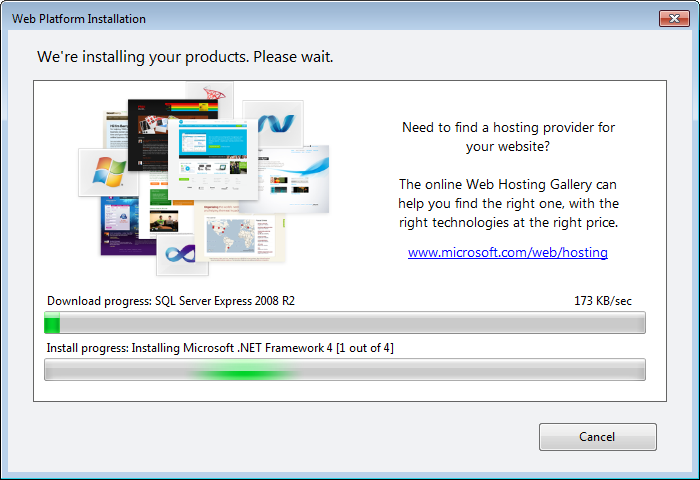 Web Platform Installation
We're installing your products. Please wait.
Need to find a hosting provider for
your website?
The online Web Hosting Gallery can
help you find the right one, with the
right technologies at the right price.
www.microsoft.com/web/hosting
Download progress: SQL Server Express 2008 R2 173 KB/sec
Install progress: Installing Microsoft .NET Framework 4 [1 out of 4]
Cancel